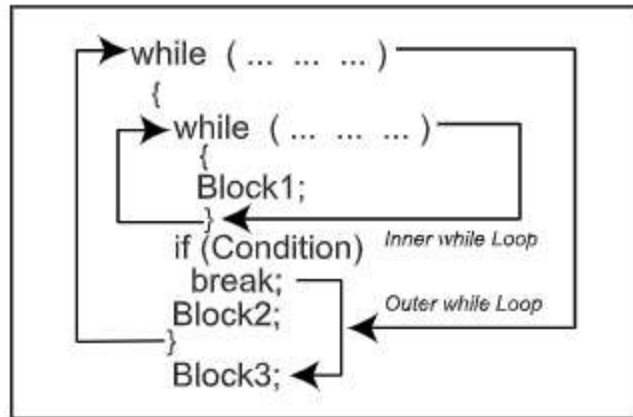 while ( ... ... ... )
{
while ( ... ... ... )
{
Block1;
}
Inner while Loop
if (Condition)
break;
Outer while Loop
Block2;
}
Block3;